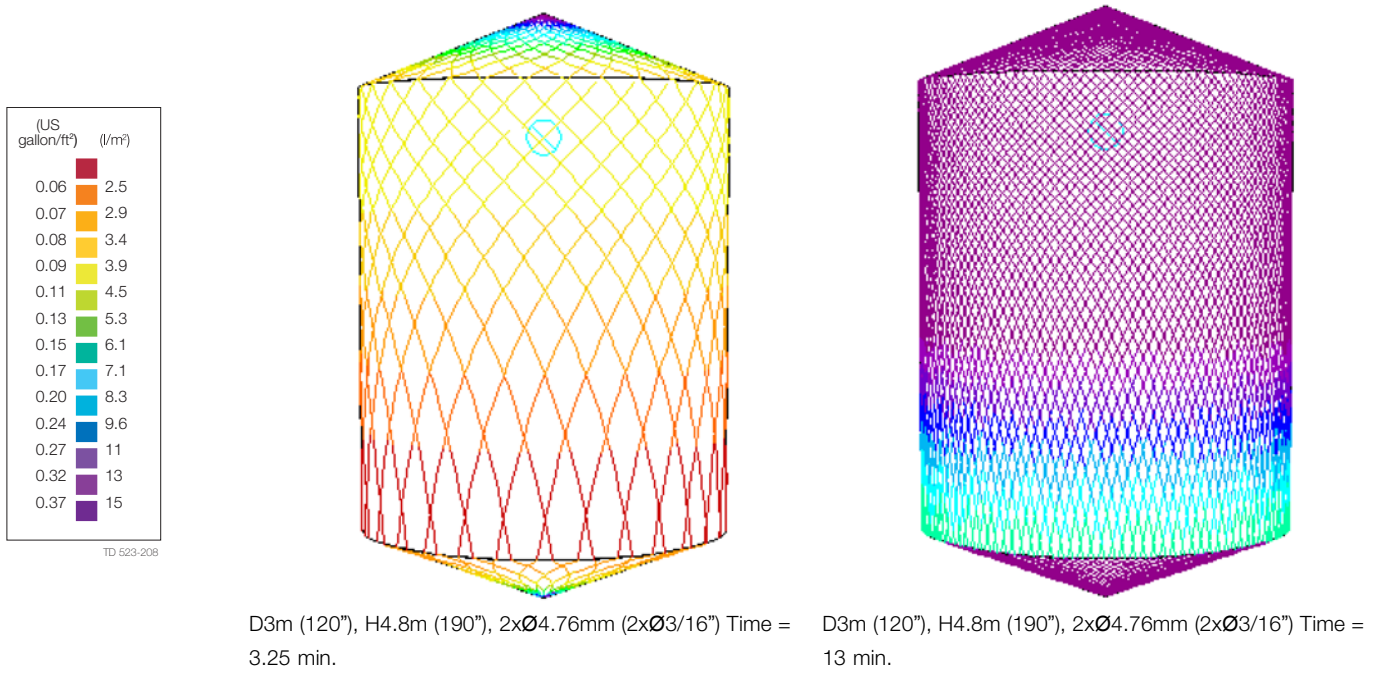 (US
gallon/ft²) (l/m²)
0.06 2.5
0.07 2.9
0.08 3.4
0.09 3.9
0.11 4.5
0.13 5.3
0.15 6.1
0.17 7.1
0.20 8.3
0.24 9.6
0.27 11
0.32 13
0.37 15
TD 523-208
D3m (120”), H4.8m (190”), 2xØ4.76mm (2xØ3/16”) Time =
3.25 min.
D3m (120”), H4.8m (190”), 2xØ4.76mm (2xØ3/16”) Time =
13 min.